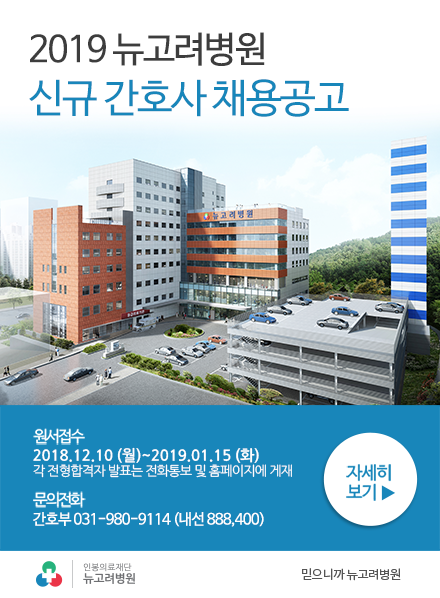 2019 뉴고려병원
신규 간호사 채용공고
뉴고려병원
원서접수
2018.12.10 (월)~2019.01.15 (화)
각 전형합격자 발표는 전화통보 및 홈페이지에 게재
문의전화
간호부 031-980-9114 (내선 888,400)
자세히
보기 ▶
인봉의료재단
뉴고려병원
믿으니까 뉴고려병원